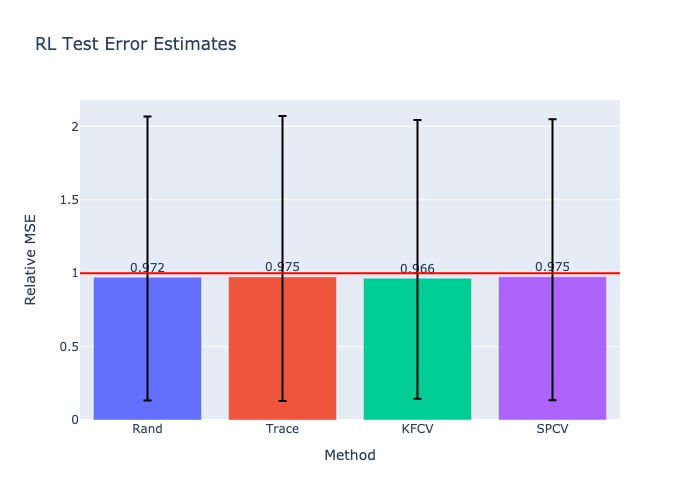 RL Test Error Estimates
Relative MSE
2
1.5
1
0.5
0
0.972
0.975
0.966
0.975
Rand
Trace
KFCV
SPCV
Method